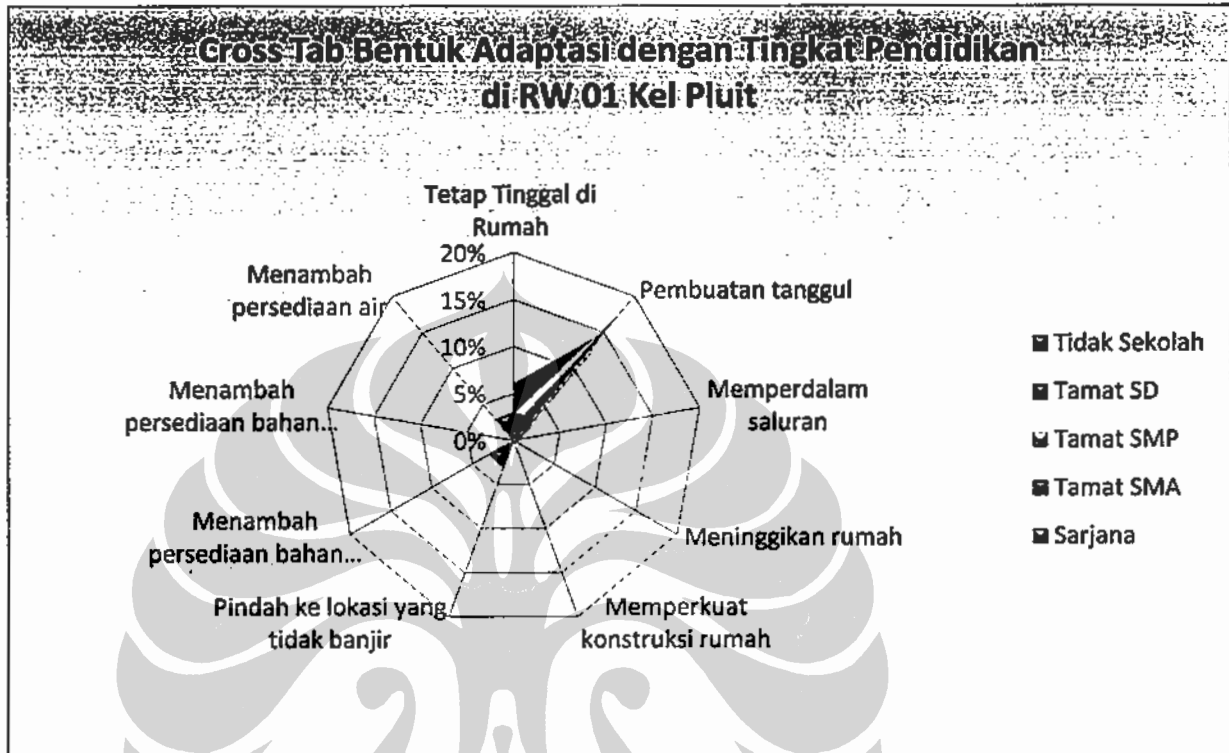 Cross Tab Bentuk Adaptasi dengan Tingkat Pendidikan
di RW 01 Kel Pluit
Tetap Tinggal di
Rumah
20%
15%
10%
5%
0%
Pembuatan tanggul
Memperdalam
saluran
Meninggikan rumah
Memperkuat
konstruksi rumah
Pindah ke lokasi yang
tidak banjir
Menambah
persediaan bahan...
Menambah
persediaan bahan...
Menambah
persediaan air
Tidak Sekolah
Tamat SD
Tamat SMP
Tamat SMA
Sarjana